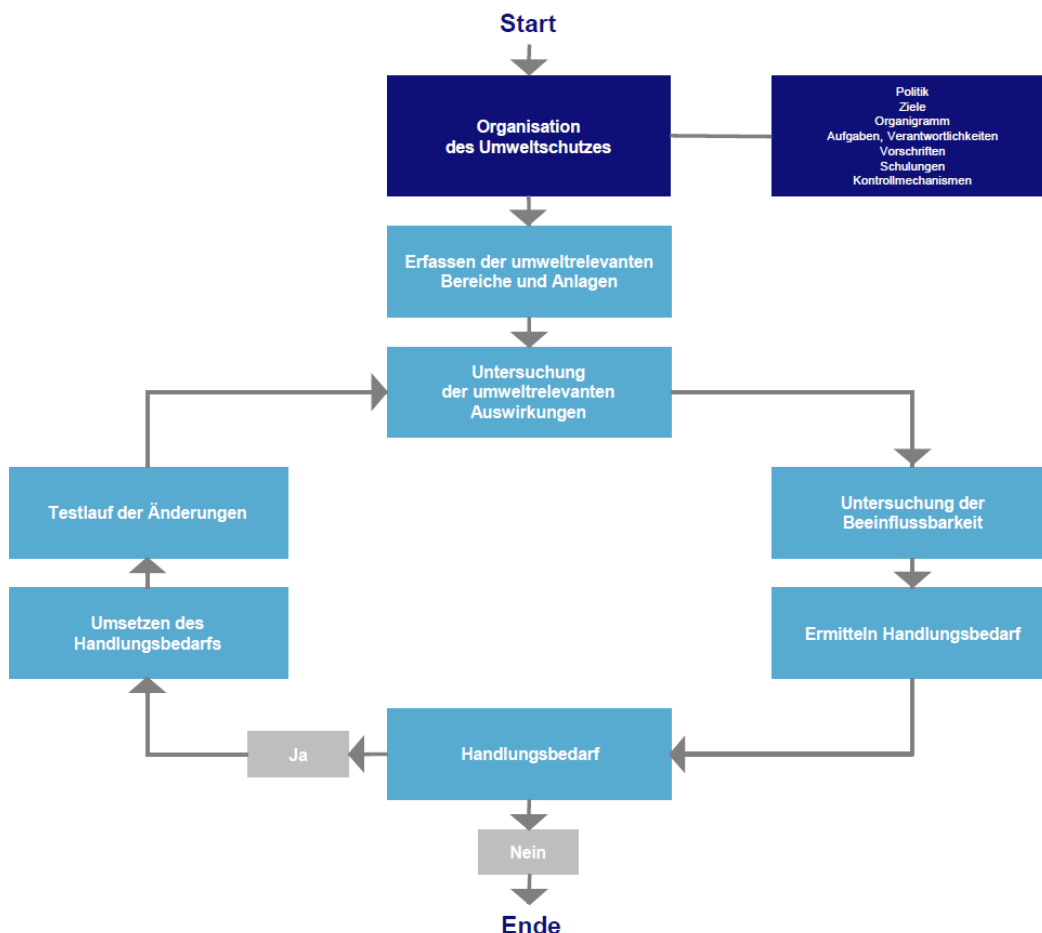 Start
Organisation
des Umweltschutzes
Politik
Ziele
Organigramm
Aufgaben, Verantwortlichkeiten
Vorschriften
Schulungen
Kontrollmechanismen
Erfassen der umweltrelevanten
Bereiche und Anlagen
Untersuchung
der umweltrelevanten
Auswirkungen
Testlauf der Änderungen
Untersuchung der
Beeinflussbarkeit
Umsetzen des
Handlungsbedarfs
Ermitteln Handlungsbedarf
Ja
Handlungsbedarf
Nein
Ende